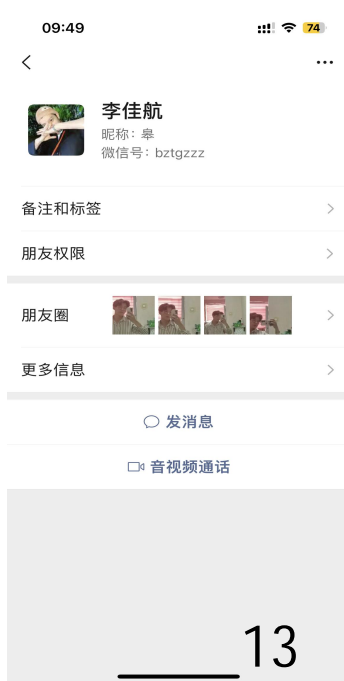 09:49
74
李佳航
昵称：皋
微信号：bztgzzz
备注和标签
朋友权限
朋友圈
更多信息
发消息
音视频通话
13